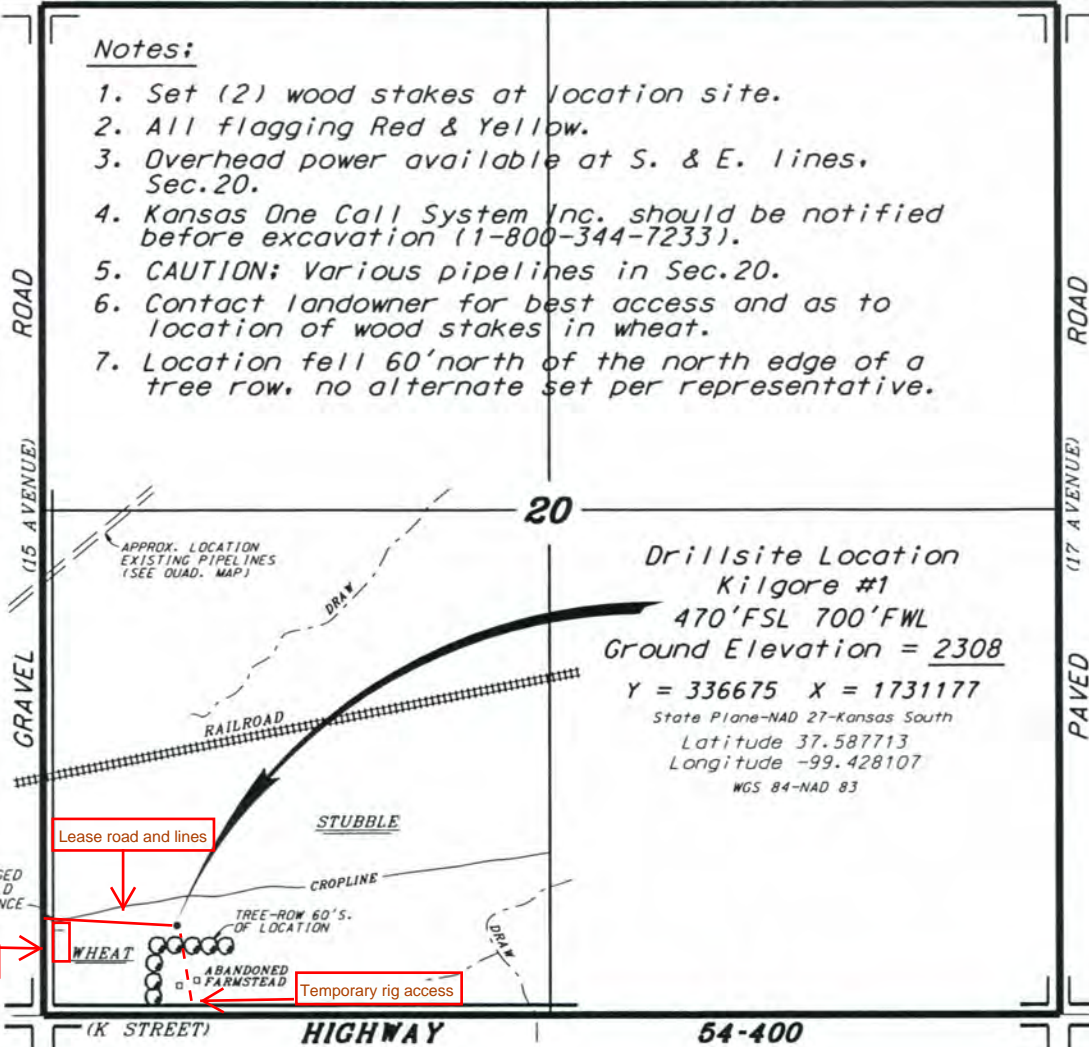 Notes:
1. Set (2) wood stakes at location site.
2. All flagging Red & Yellow.
3. Overhead power available at S. & E. lines,
Sec.20.
4. Kansas One Call System Inc. should be notified
before excavation (1-800-344-7233).
5. CAUTION: Various pipelines in Sec.20.
6. Contact landowner for best access and as to
location of wood stakes in wheat.
7. Location fell 60'north of the north edge of a
tree row, no alternate set per representative.
GRAVEL (15 AVENUE) ROAD
PAVED (17 AVENUE) ROAD
20
APPROX. LOCATION
EXISTING PIPELINES
(SEE QUAD. MAP)
DRAW
RAILROAD
Drillsite Location
Kilgore #1
470'FSL 700'FWL
Ground Elevation = 2308
Y = 336675 X = 1731177
State Plane-NAD 27-Kansas South
Latitude 37.587713
Longitude -99.428107
WGS 84-NAD 83
STUBBLE
Lease road and lines
CROPLINE
TREE-ROW 60'S.
OF LOCATION
WHEAT
DRAW
ABANDONED
FARMSTEAD
Temporary rig access
(K STREET) HIGHWAY 54-400